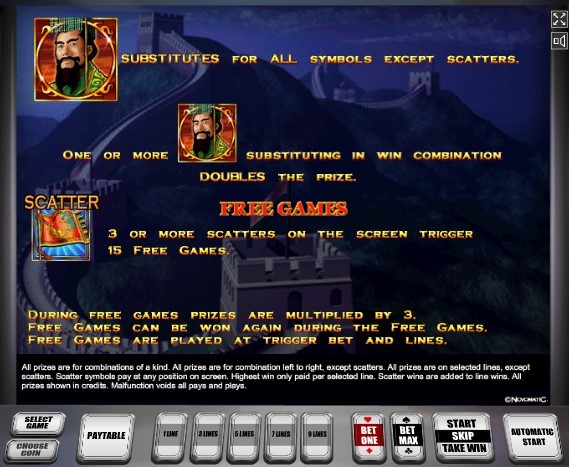 SUBSTITUTES FOR ALL SYMBOLS EXCEPT SCATTERS.
ONE OR MORE SUBSTITUTING IN WIN COMBINATION
DOUBLES THE PRIZE.
SCATTER
FREE GAMES
3 OR MORE SCATTERS ON THE SCREEN TRIGGER
15 FREE GAMES.
DURING FREE GAMES PRIZES ARE MULTIPLIED BY 3.
FREE GAMES CAN BE WON AGAIN DURING THE FREE GAMES.
FREE GAMES ARE PLAYED AT TRIGGER BET AND LINES.
All prizes are for combinations of a kind. All prizes are for combination left to right, except scatters. All prizes are on selected lines, except
scatters. Scatter symbols pay at any position on screen. Highest win only paid per selected line. Scatter wins are added to line wins. All
prizes shown in credits. Malfunction voids all pays and plays.
©NOVOMATIC.
SELECT
GAME
CHOOSE
COIN
PAYTABLE
1 LINE
3 LINES
5 LINES
7 LINES
9 LINES
BET
ONE
BET
MAX
START
SKIP
TAKE WIN
AUTOMATIC
START